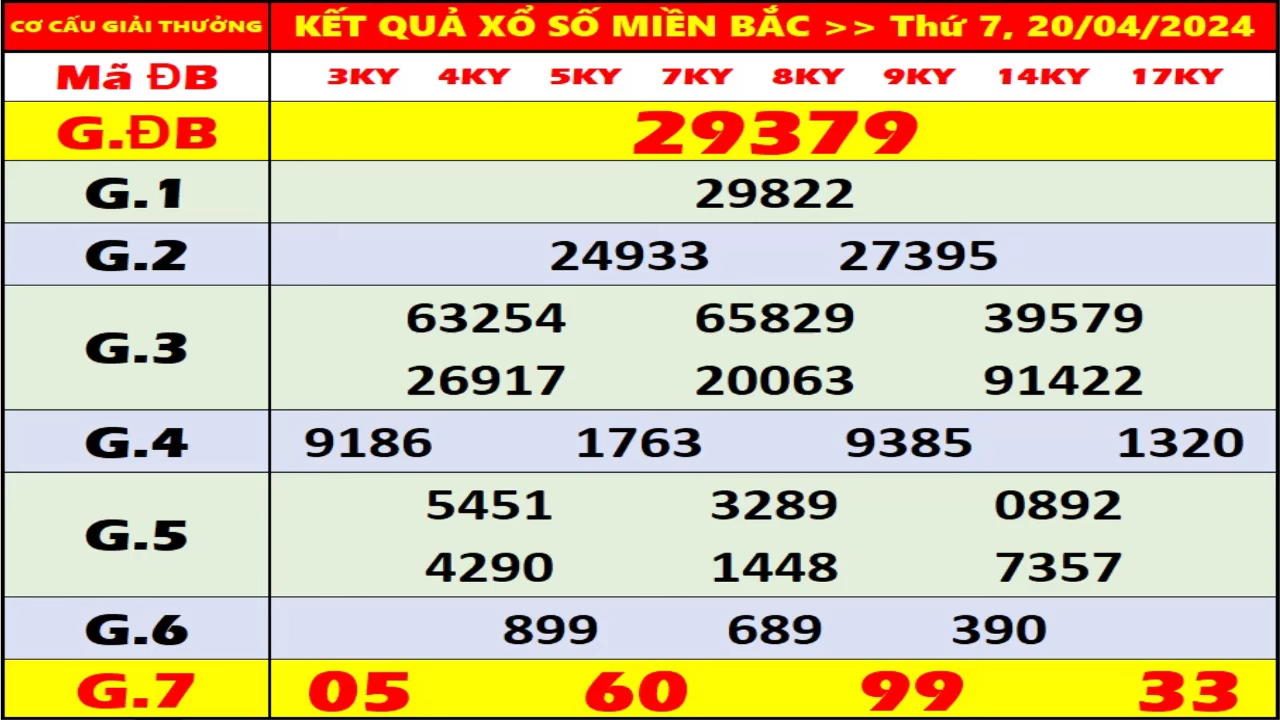 CƠ CẤU GIẢI THƯỞNG KẾT QUẢ XỔ SỐ MIỀN BẮC >> Thứ 7, 20/04/2024
Mã ĐB 3KY 4KY 5KY 7KY 8KY 9KY 14KY 17KY
G.ĐB 29379
G.1 29822
G.2 24933 27395
G.3 63254 65829 39579
26917 20063 91422
G.4 9186 1763 9385 1320
G.5 5451 3289 0892
4290 1448 7357
G.6 899 689 390
G.7 05 60 99 33